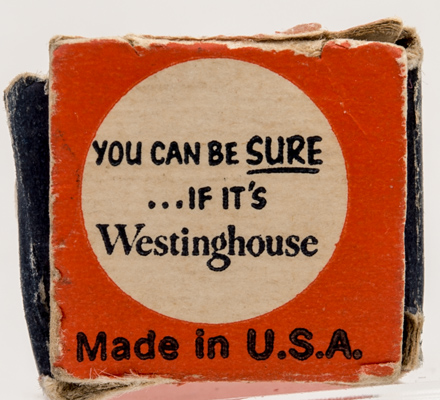 YOU CAN BE SURE
...IF IT'S
Westinghouse
Made in U.S.A.